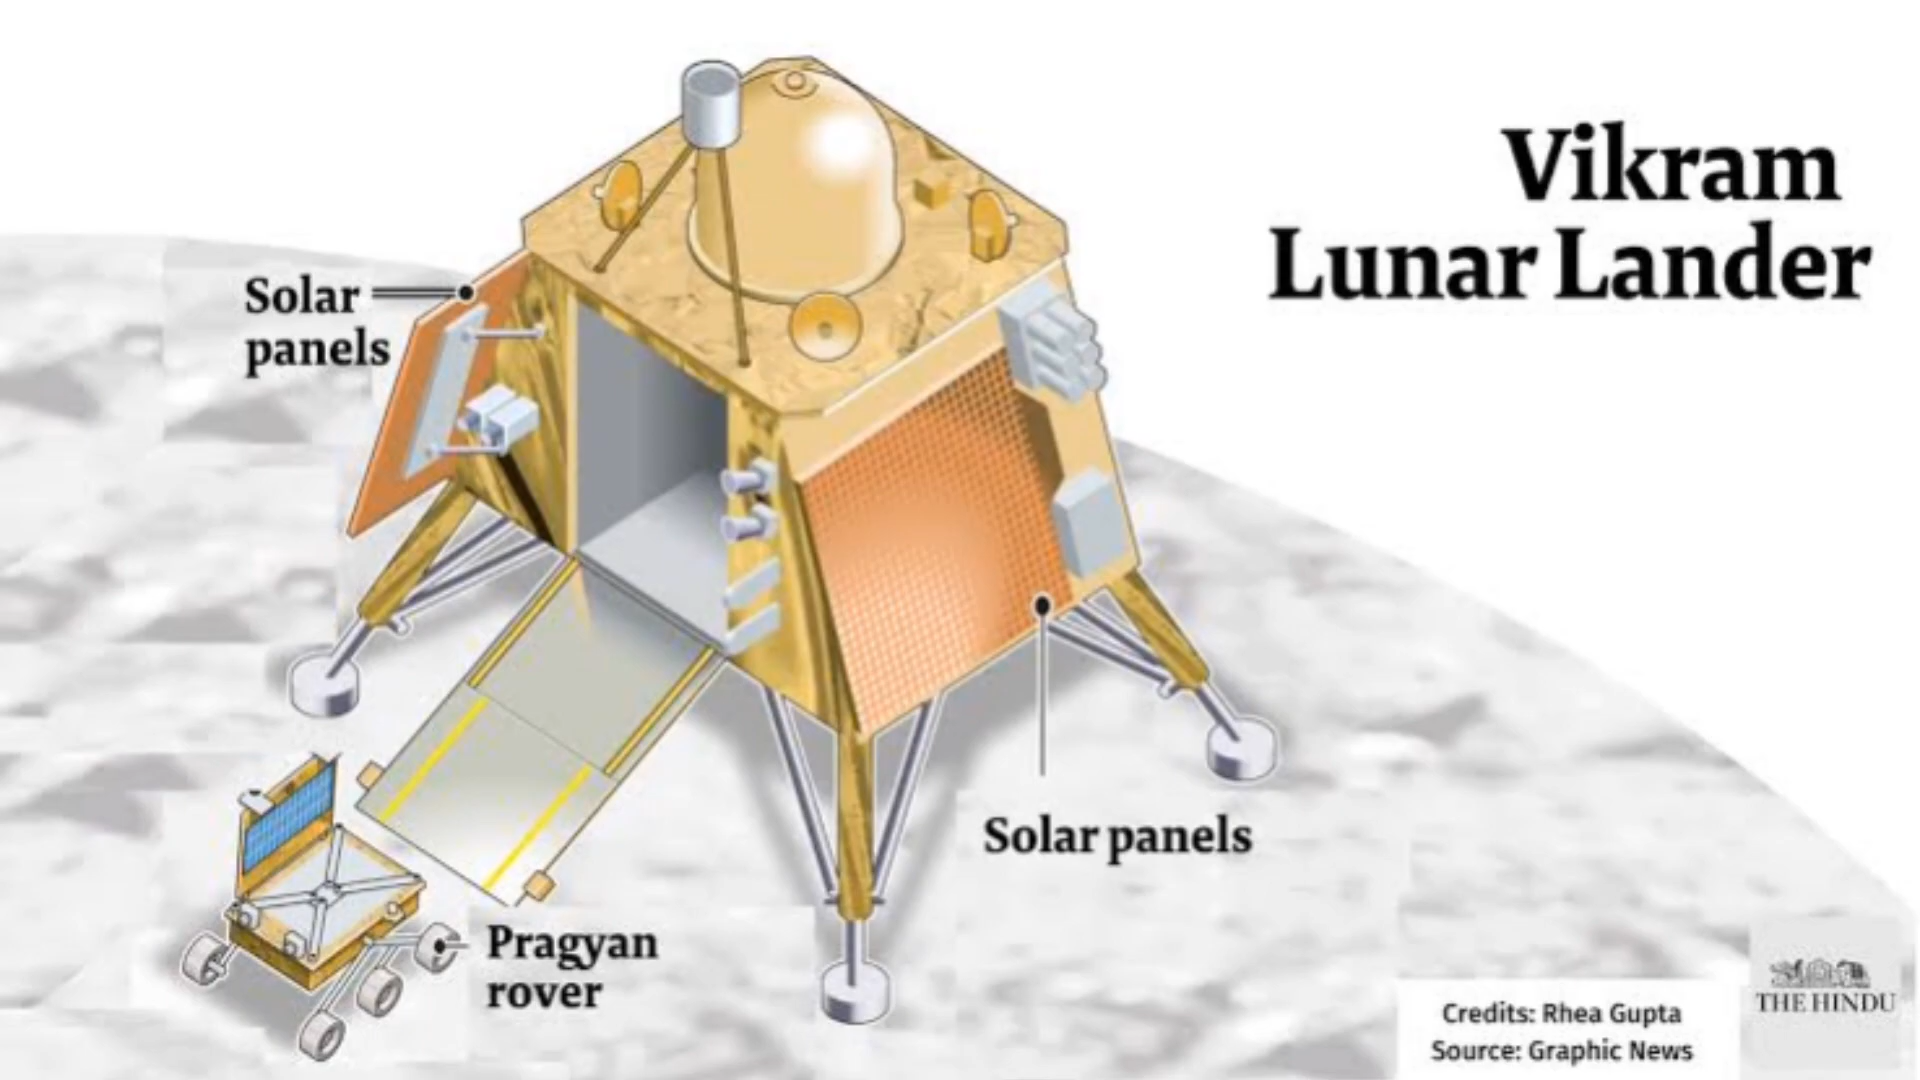 Vikram
Lunar Lander
Solar
panels
Solar panels
Pragyan
rover
Credits: Rhea Gupta
Source: Graphic News
THE HINDU